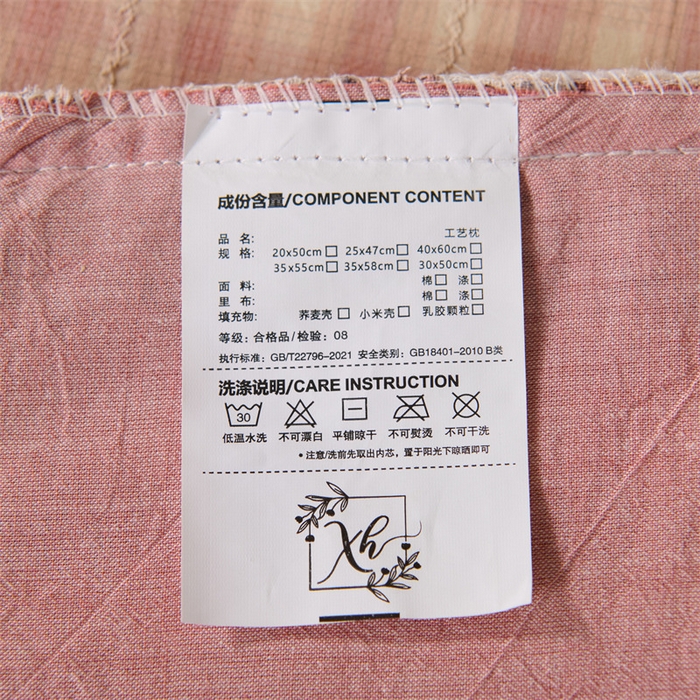 成份含量/COMPONENT CONTENT
品 名: 工艺枕
规 格: 20x50cm□ 25x47cm□ 40x60cm□
35x55cm□ 35x58cm□ 30x50cm□
面 料: 棉□ 涤□
里 布: 棉□ 涤□
填充物: 荞麦壳□ 小米壳□ 乳胶颗粒□
等级: 合格品/检验: 08
执行标准: GB/T22796-2021 安全类别: GB18401-2010 B类
洗涤说明/CARE INSTRUCTION
30
低温水洗 不可漂白 平铺晾干 不可熨烫 不可干洗
• 注意/洗前先取出内芯，置于阳光下晾晒即可
Xh